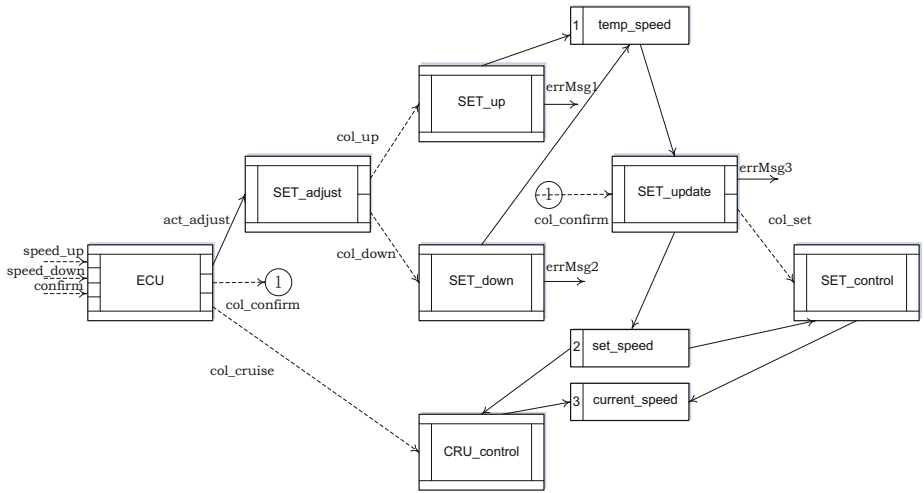 1 temp_speed
SET_up
errMsg1
col_up
SET_adjust
SET_update
errMsg3
1
col_confirm
col_set
act_adjust
speed_up
speed_down
confirm
ECU
1
col_confirm
col_down
SET_down
errMsg2
SET_control
2 set_speed
col_cruise
3 current_speed
CRU_control